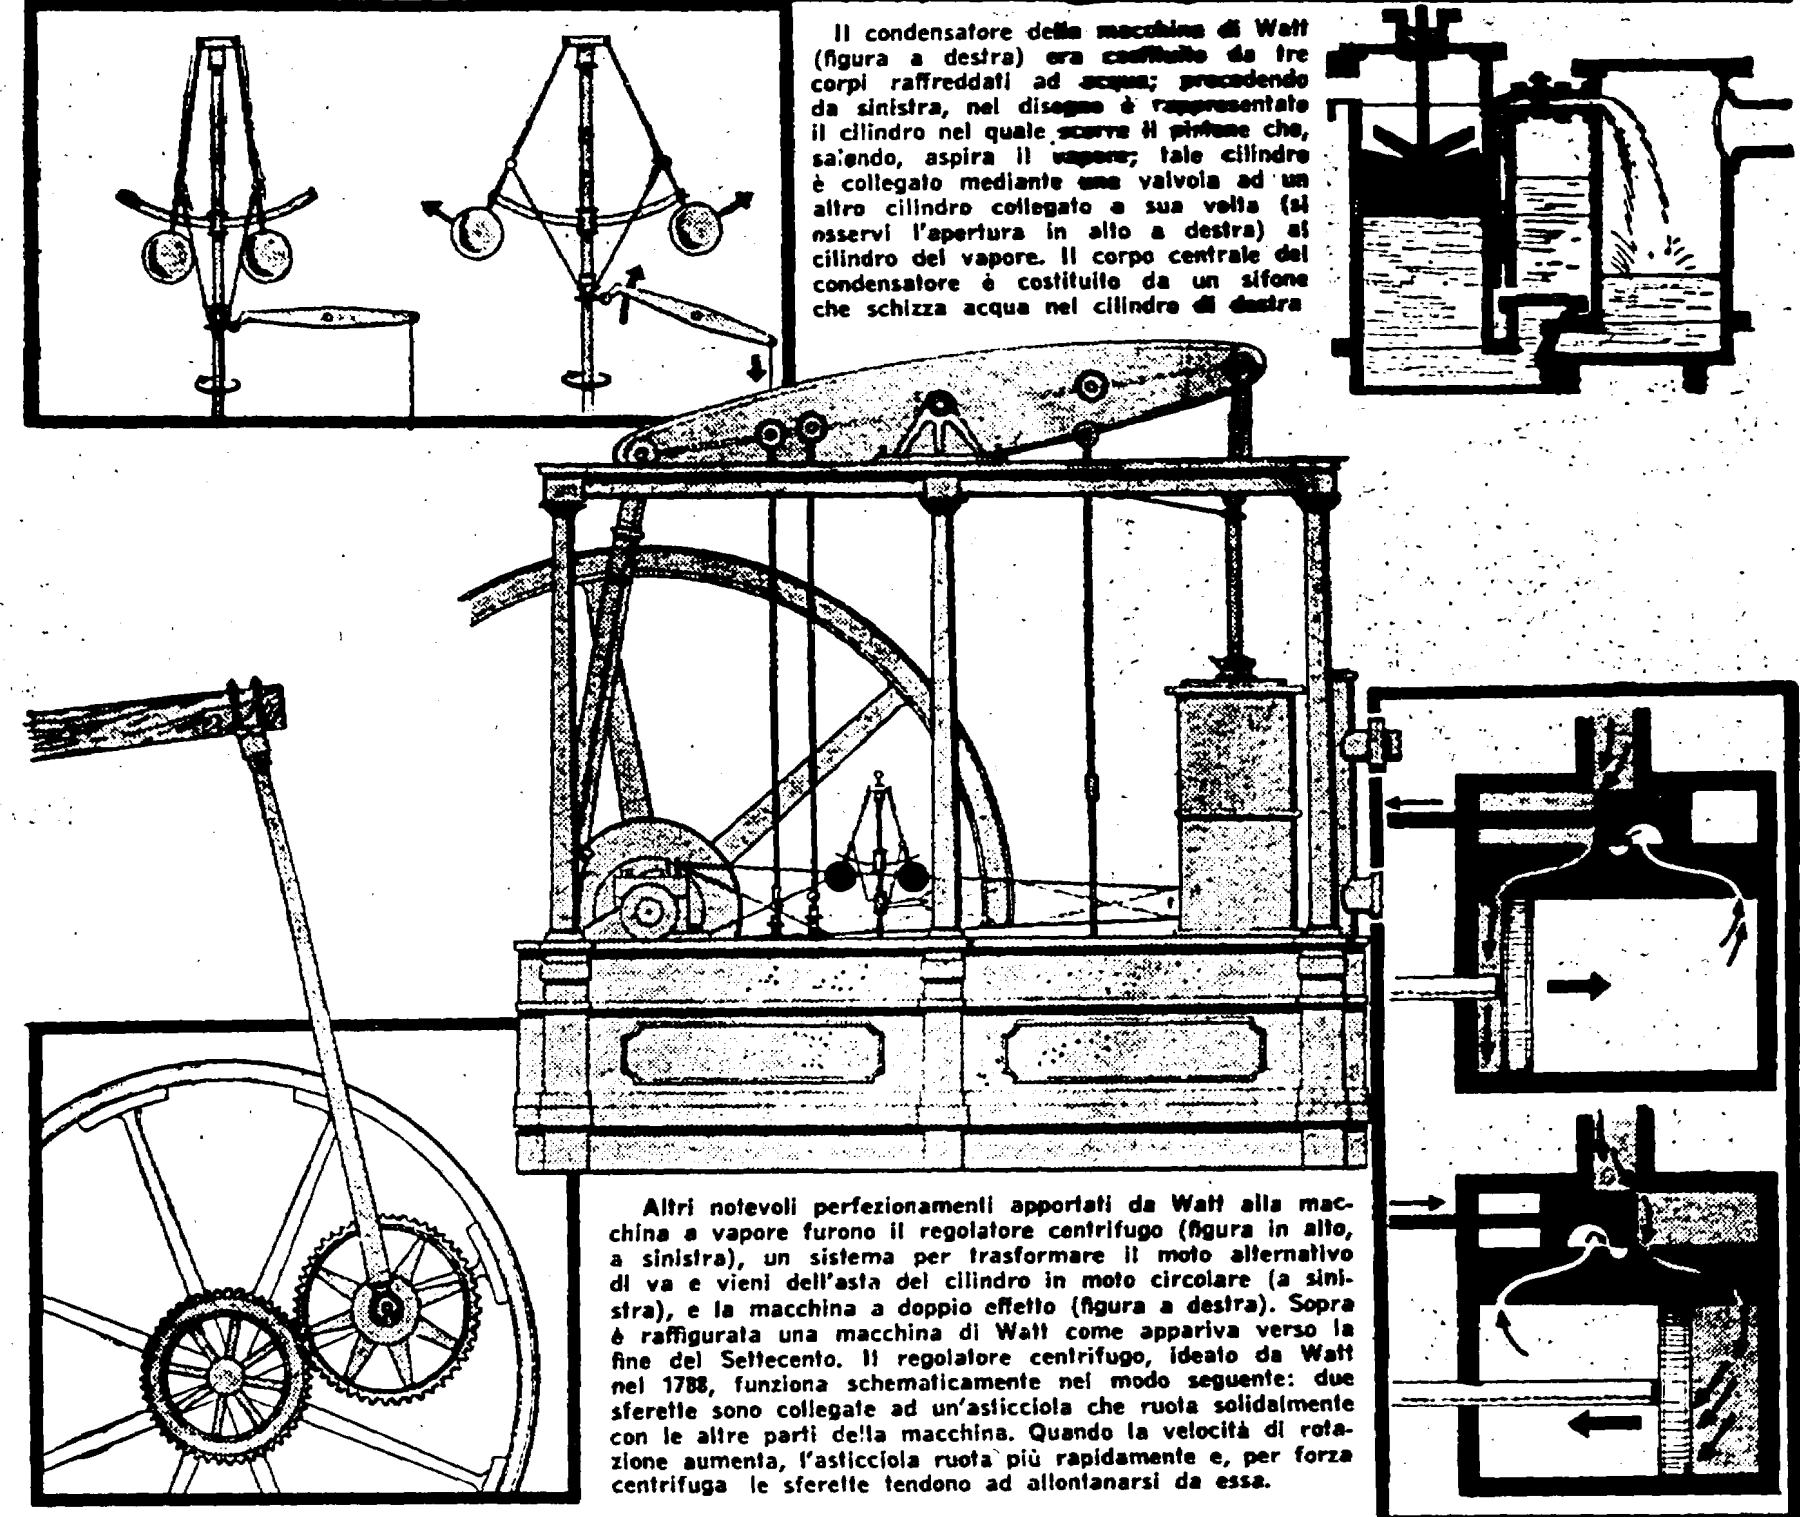 Il condensatore della macchina di Watt
(figura a destra) era costituito da tre
corpi raffreddati ad acqua; procedendo
da sinistra, nel disegno è rappresentato
il cilindro nel quale scorre il pistone che,
salendo, aspira il vapore; tale cilindro
è collegato mediante una valvola ad un
altro cilindro collegato a sua volta (si
osservi l'apertura in alto a destra) al
cilindro del vapore. Il corpo centrale del
condensatore è costituito da un sifone
che schizza acqua nel cilindro di destra
Altri notevoli perfezionamenti apportati da Watt alla mac-
china a vapore furono il regolatore centrifugo (figura in alto,
a sinistra), un sistema per trasformare il moto alternativo
di va e vieni dell'asta del cilindro in moto circolare (a sini-
stra), e la macchina a doppio effetto (figura a destra). Sopra
è raffigurata una macchina di Watt come appariva verso la
fine del Settecento. Il regolatore centrifugo, ideato da Watt
nel 1788, funziona schematicamente nel modo seguente: due
sferette sono collegate ad un'asticciola che ruota solidalmente
con le altre parti della macchina. Quando la velocità di rota-
zione aumenta, l'asticciola ruota più rapidamente e, per forza
centrifuga le sferette tendono ad allontanarsi da essa.